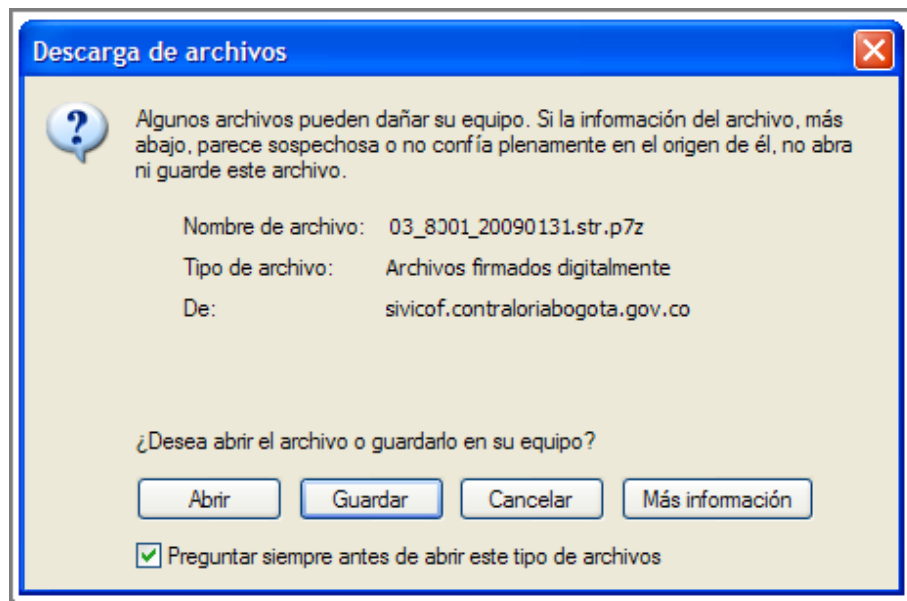 Descarga de archivos
Algunos archivos pueden dañar su equipo. Si la información del archivo, más
abajo, parece sospechosa o no confía plenamente en el origen de él, no abra
ni guarde este archivo.
Nombre de archivo: 03_8001_20090131.str.p7z
Tipo de archivo: Archivos firmados digitalmente
De: sivicof.contraloriabogota.gov.co
¿Desea abrir el archivo o guardarlo en su equipo?
Abrir Guardar Cancelar Más información
Preguntar siempre antes de abrir este tipo de archivos